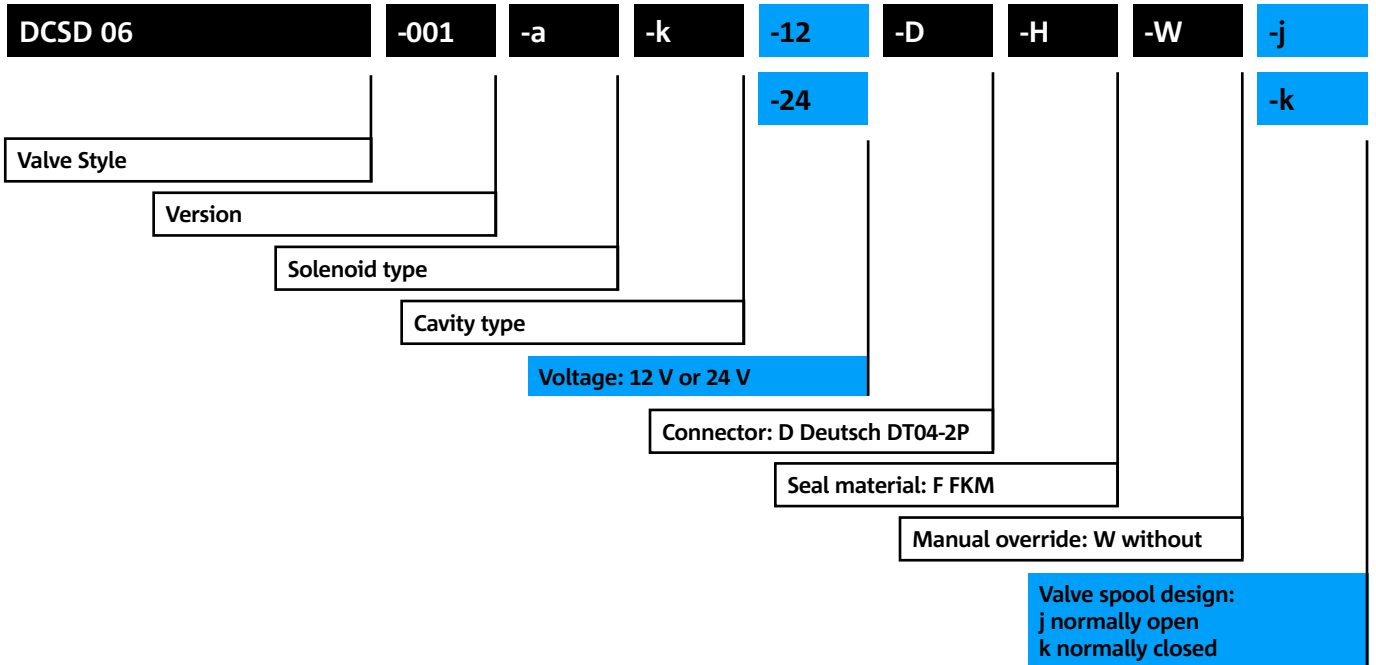 DCSD 06 -001 -a -k -12 -D -H -W -j
-24 -k
Valve Style
Version
Solenoid type
Cavity type
Voltage: 12 V or 24 V
Connector: D Deutsch DT04-2P
Seal material: F FKM
Manual override: W without
Valve spool design:
j normally open
k normally closed